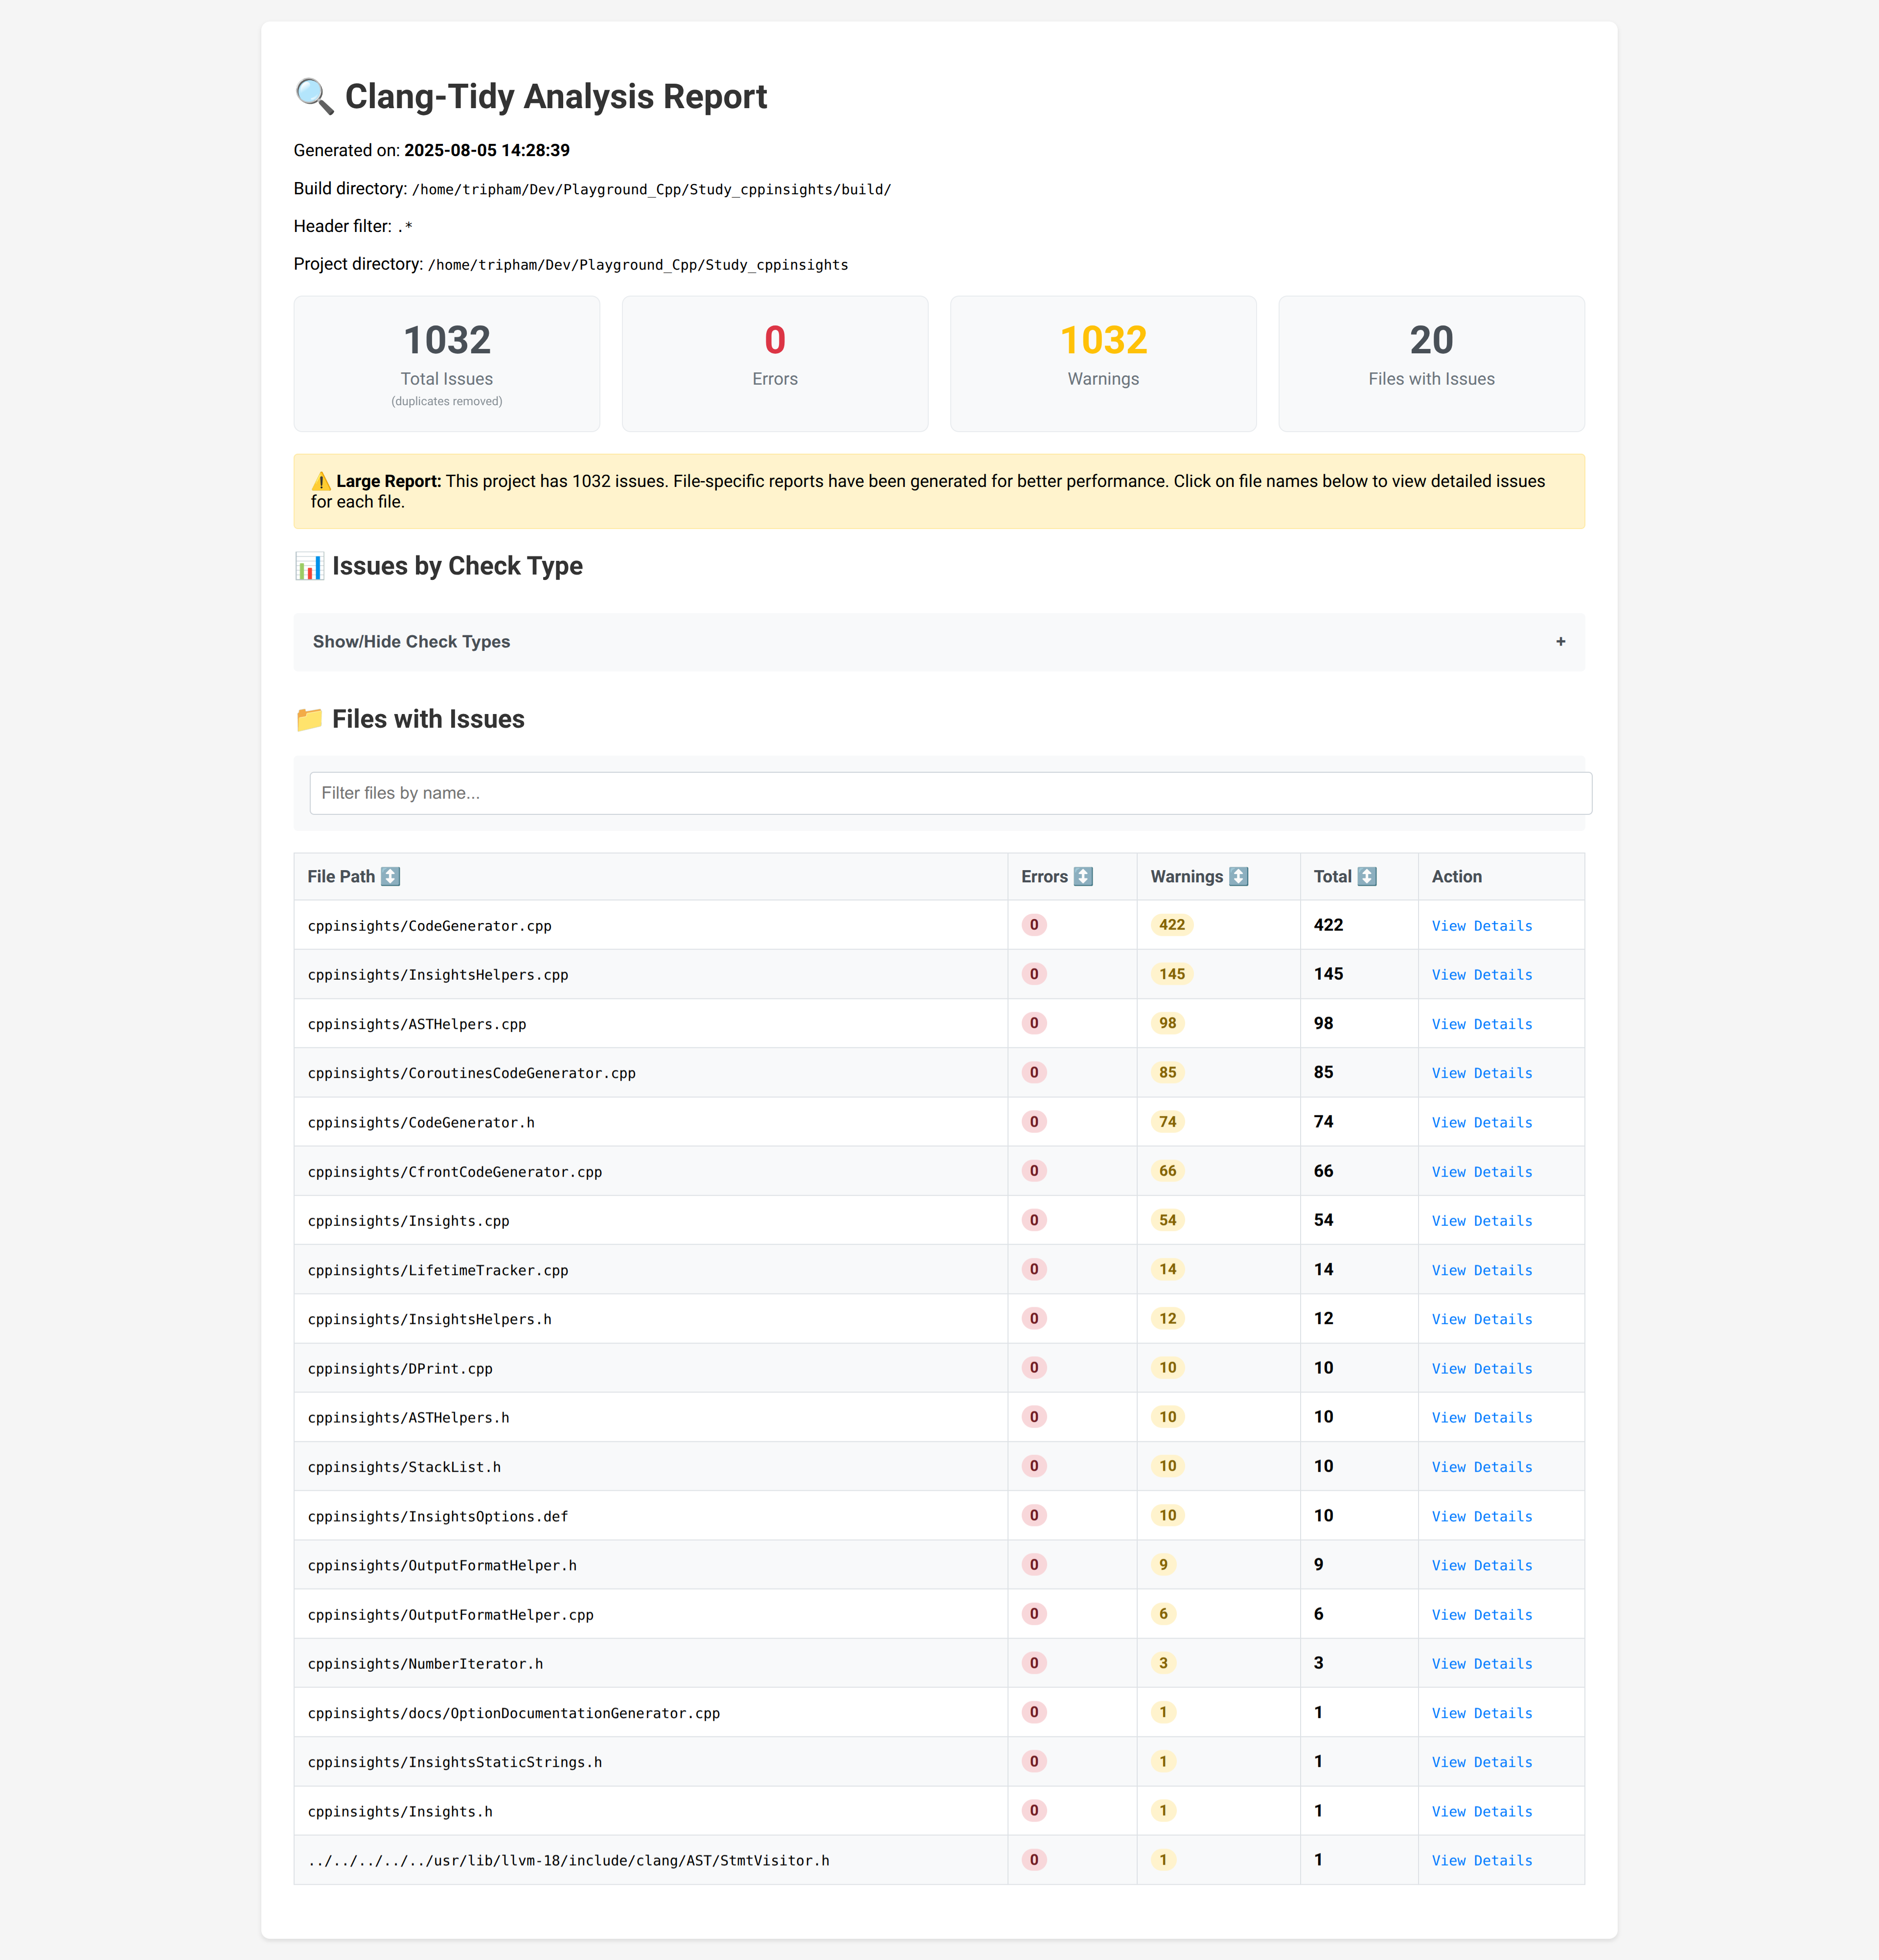 🔍 Clang-Tidy Analysis Report
Generated on: 2025-08-05 14:28:39
Build directory: /home/tripham/Dev/Playground_Cpp/Study_cppinsights/build/
Header filter: .*
Project directory: /home/tripham/Dev/Playground_Cpp/Study_cppinsights
1032 0 1032 20
Total Issues Errors Warnings Files with Issues
(duplicates removed)
⚠️ Large Report: This project has 1032 issues. File-specific reports have been generated for better performance. Click on file names below to view detailed issues
for each file.
📊 Issues by Check Type
Show/Hide Check Types +
📁 Files with Issues
Filter files by name...
File Path ↕️ Errors ↕️ Warnings ↕️ Total ↕️ Action
cppinsights/CodeGenerator.cpp 0 422 422 View Details
cppinsights/InsightsHelpers.cpp 0 145 145 View Details
cppinsights/ASTHelpers.cpp 0 98 98 View Details
cppinsights/CoroutinesCodeGenerator.cpp 0 85 85 View Details
cppinsights/CodeGenerator.h 0 74 74 View Details
cppinsights/CfrontCodeGenerator.cpp 0 66 66 View Details
cppinsights/Insights.cpp 0 54 54 View Details
cppinsights/LifetimeTracker.cpp 0 14 14 View Details
cppinsights/InsightsHelpers.h 0 12 12 View Details
cppinsights/DPrint.cpp 0 10 10 View Details
cppinsights/ASTHelpers.h 0 10 10 View Details
cppinsights/StackList.h 0 10 10 View Details
cppinsights/InsightsOptions.def 0 10 10 View Details
cppinsights/OutputFormatHelper.h 0 9 9 View Details
cppinsights/OutputFormatHelper.cpp 0 6 6 View Details
cppinsights/NumberIterator.h 0 3 3 View Details
cppinsights/docs/OptionDocumentationGenerator.cpp 0 1 1 View Details
cppinsights/InsightsStaticStrings.h 0 1 1 View Details
cppinsights/Insights.h 0 1 1 View Details
../../../../../usr/lib/llvm-18/include/clang/AST/StmtVisitor.h 0 1 1 View Details